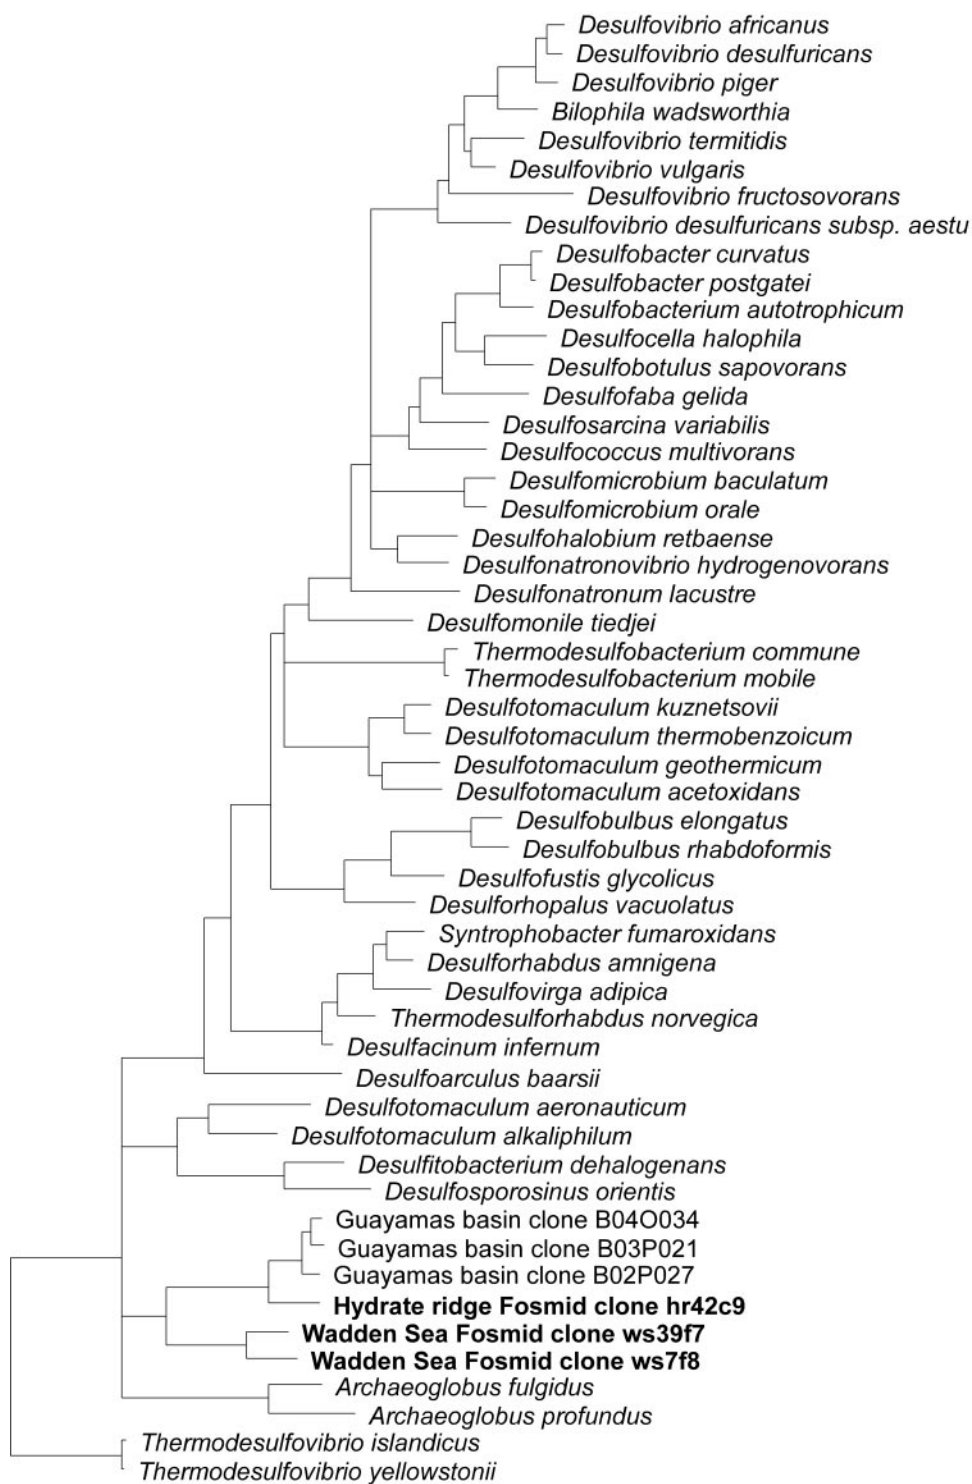 Desulfovibrio africanus
Desulfovibrio desulfuricans
Desulfovibrio piger
Bilophila wadsworthia
Desulfovibrio termitidis
Desulfovibrio vulgaris
Desulfovibrio fructosovorans
Desulfovibrio desulfuricans subsp. aestu
Desulfobacter curvatus
Desulfobacter postgatei
Desulfobacterium autotrophicum
Desulfocella halophila
Desulfobotulus sapovorans
Desulfofaba gelida
Desulfosarcina variabilis
Desulfococcus multivorans
Desulfomicrobium baculatum
Desulfomicrobium orale
Desulfohalobium retbaense
Desulfonatronovibrio hydrogenovorans
Desulfonatronum lacustre
Desulfomonile tiedjei
Thermodesulfobacterium commune
Thermodesulfobacterium mobile
Desulfotomaculum kuznetsovii
Desulfotomaculum thermobenzoicum
Desulfotomaculum geothermicum
Desulfotomaculum acetoxidans
Desulfobulbus elongatus
Desulfobulbus rhabdoformis
Desulfofustis glycolicus
Desulforhopalus vacuolatus
Syntrophobacter fumaroxidans
Desulforhabdus amnigena
Desulfovirga adipica
Thermodesulforhabdus norvegica
Desulfacinum infernum
Desulfoarculus baarsii
Desulfotomaculum aeronauticum
Desulfotomaculum alkaliphilum
Desulfitobacterium dehalogenans
Desulfosporosinus orientis
Guayamas basin clone B04O034
Guayamas basin clone B03P021
Guayamas basin clone B02P027
Hydrate ridge Fosmid clone hr42c9
Wadden Sea Fosmid clone ws39f7
Wadden Sea Fosmid clone ws7f8
Archaeoglobus fulgidus
Archaeoglobus profundus
Thermodesulfovibrio islandicus
Thermodesulfovibrio yellowstonii